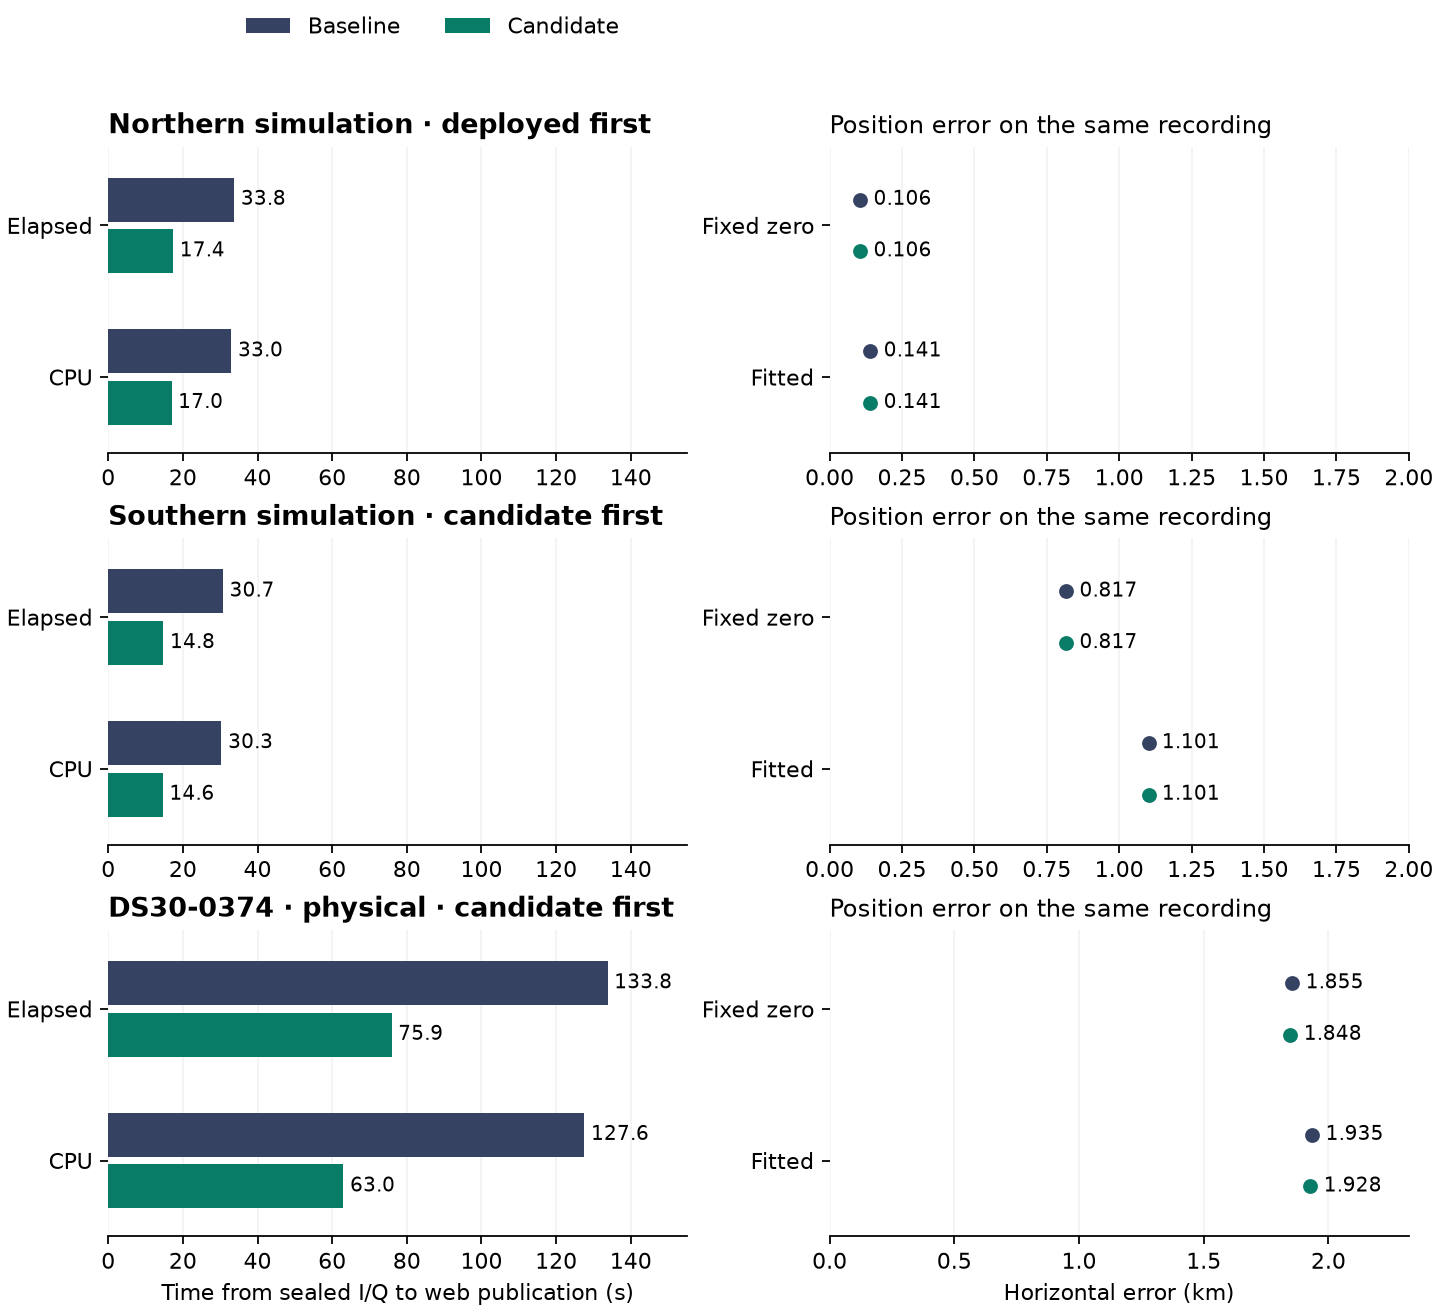 Baseline
Candidate
Northern simulation · deployed first
Elapsed
33.8
17.4
CPU
33.0
17.0
0 20 40 60 80 100 120 140
Position error on the same recording
Fixed zero
0.106
0.106
Fitted
0.141
0.141
0.00 0.25 0.50 0.75 1.00 1.25 1.50 1.75 2.00
Southern simulation · candidate first
Elapsed
30.7
14.8
CPU
30.3
14.6
0 20 40 60 80 100 120 140
Position error on the same recording
Fixed zero
0.817
0.817
Fitted
1.101
1.101
0.00 0.25 0.50 0.75 1.00 1.25 1.50 1.75 2.00
DS30-0374 · physical · candidate first
Elapsed
133.8
75.9
CPU
127.6
63.0
0 20 40 60 80 100 120 140
Time from sealed I/Q to web publication (s)
Position error on the same recording
Fixed zero
1.855
1.848
Fitted
1.935
1.928
0.0 0.5 1.0 1.5 2.0
Horizontal error (km)